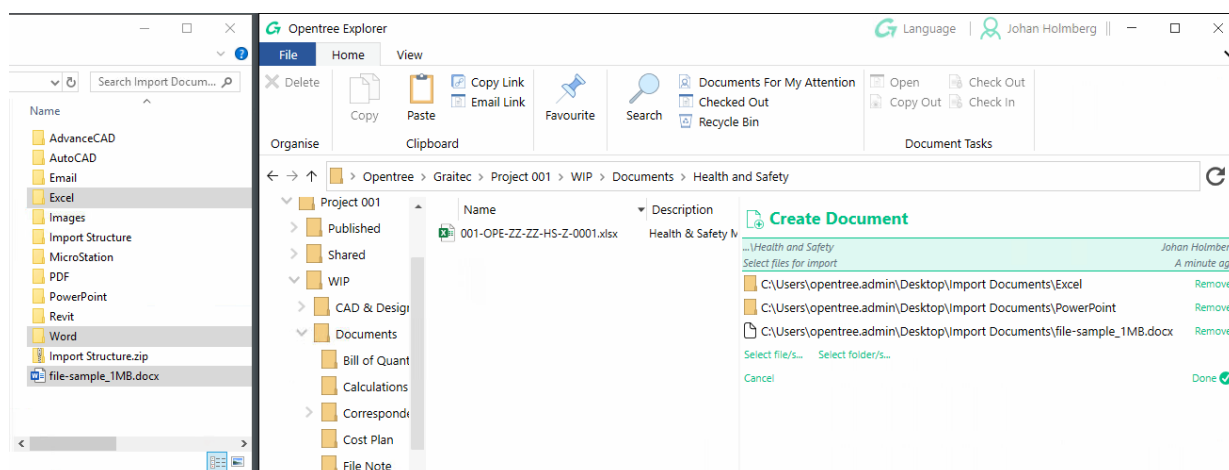 Search Import Docum...
Name
AdvanceCAD
AutoCAD
Email
Excel
Images
Import Structure
MicroStation
PDF
PowerPoint
Revit
Word
Import Structure.zip
file-sample_1MB.docx
Opentree Explorer
Language | Johan Holmberg
File Home View
Delete
Copy
Paste
Copy Link
Email Link
Favourite
Search
Documents For My Attention
Checked Out
Recycle Bin
Open
Copy Out
Check Out
Check In
Organise
Clipboard
Document Tasks
> Opentree > Graitec > Project 001 > WIP > Documents > Health and Safety
Project 001
Published
Shared
WIP
CAD & Desig
Documents
Bill of Quant
Calculations
Corresponde
Cost Plan
File Note
Name Description
001-OPE-ZZ-ZZ-HS-Z-0001.xlsx Health & Safety M
Create Document
...\Health and Safety Johan Holmber
Select files for import A minute ag
C:\Users\opentree.admin\Desktop\Import Documents\Excel Remove
C:\Users\opentree.admin\Desktop\Import Documents\PowerPoint Remove
C:\Users\opentree.admin\Desktop\Import Documents\file-sample_1MB.docx Remove
Select file/s... Select folder/s...
Cancel Done